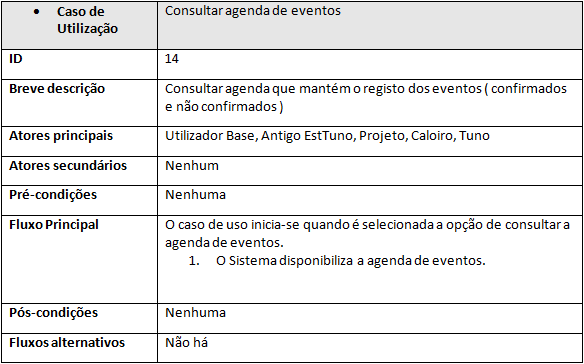 • Caso de Utilização Consultar agenda de eventos
ID 14
Breve descrição Consultar agenda que mantém o registo dos eventos ( confirmados
e não confirmados )
Atores principais Utilizador Base, Antigo EstTuno, Projeto, Caloiro, Tuno
Atores secundários Nenhum
Pré-condições Nenhuma
Fluxo Principal O caso de uso inicia-se quando é selecionada a opção de consultar a
agenda de eventos.
1. O Sistema disponibiliza a agenda de eventos.
Pós-condições Nenhuma
Fluxos alternativos Não há